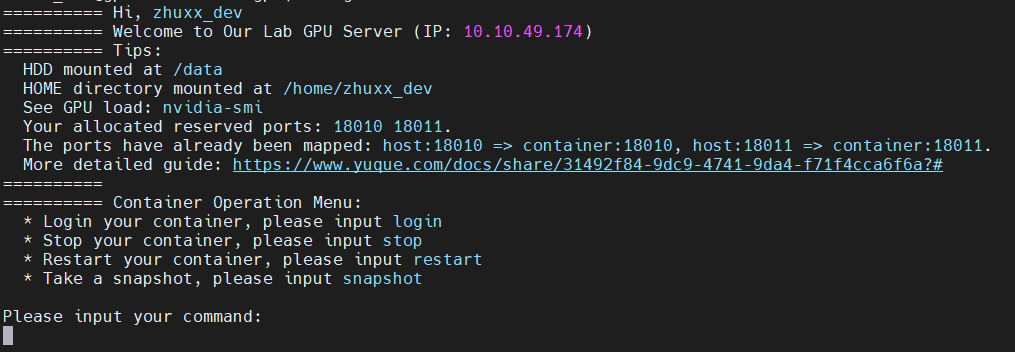 ========== Hi, zhuxx_dev
========== Welcome to Our Lab GPU Server (IP: 10.10.49.174)
========== Tips:
HDD mounted at /data
HOME directory mounted at /home/zhuxx_dev
See GPU load: nvidia-smi
Your allocated reserved ports: 18010 18011.
The ports have already been mapped: host:18010 => container:18010, host:18011 => container:18011.
More detailed guide: https://www.yuque.com/docs/share/31492f84-9dc9-4741-9da4-f71f4cca6f6a?#
==========
========== Container Operation Menu:
* Login your container, please input login
* Stop your container, please input stop
* Restart your container, please input restart
* Take a snapshot, please input snapshot
Please input your command: